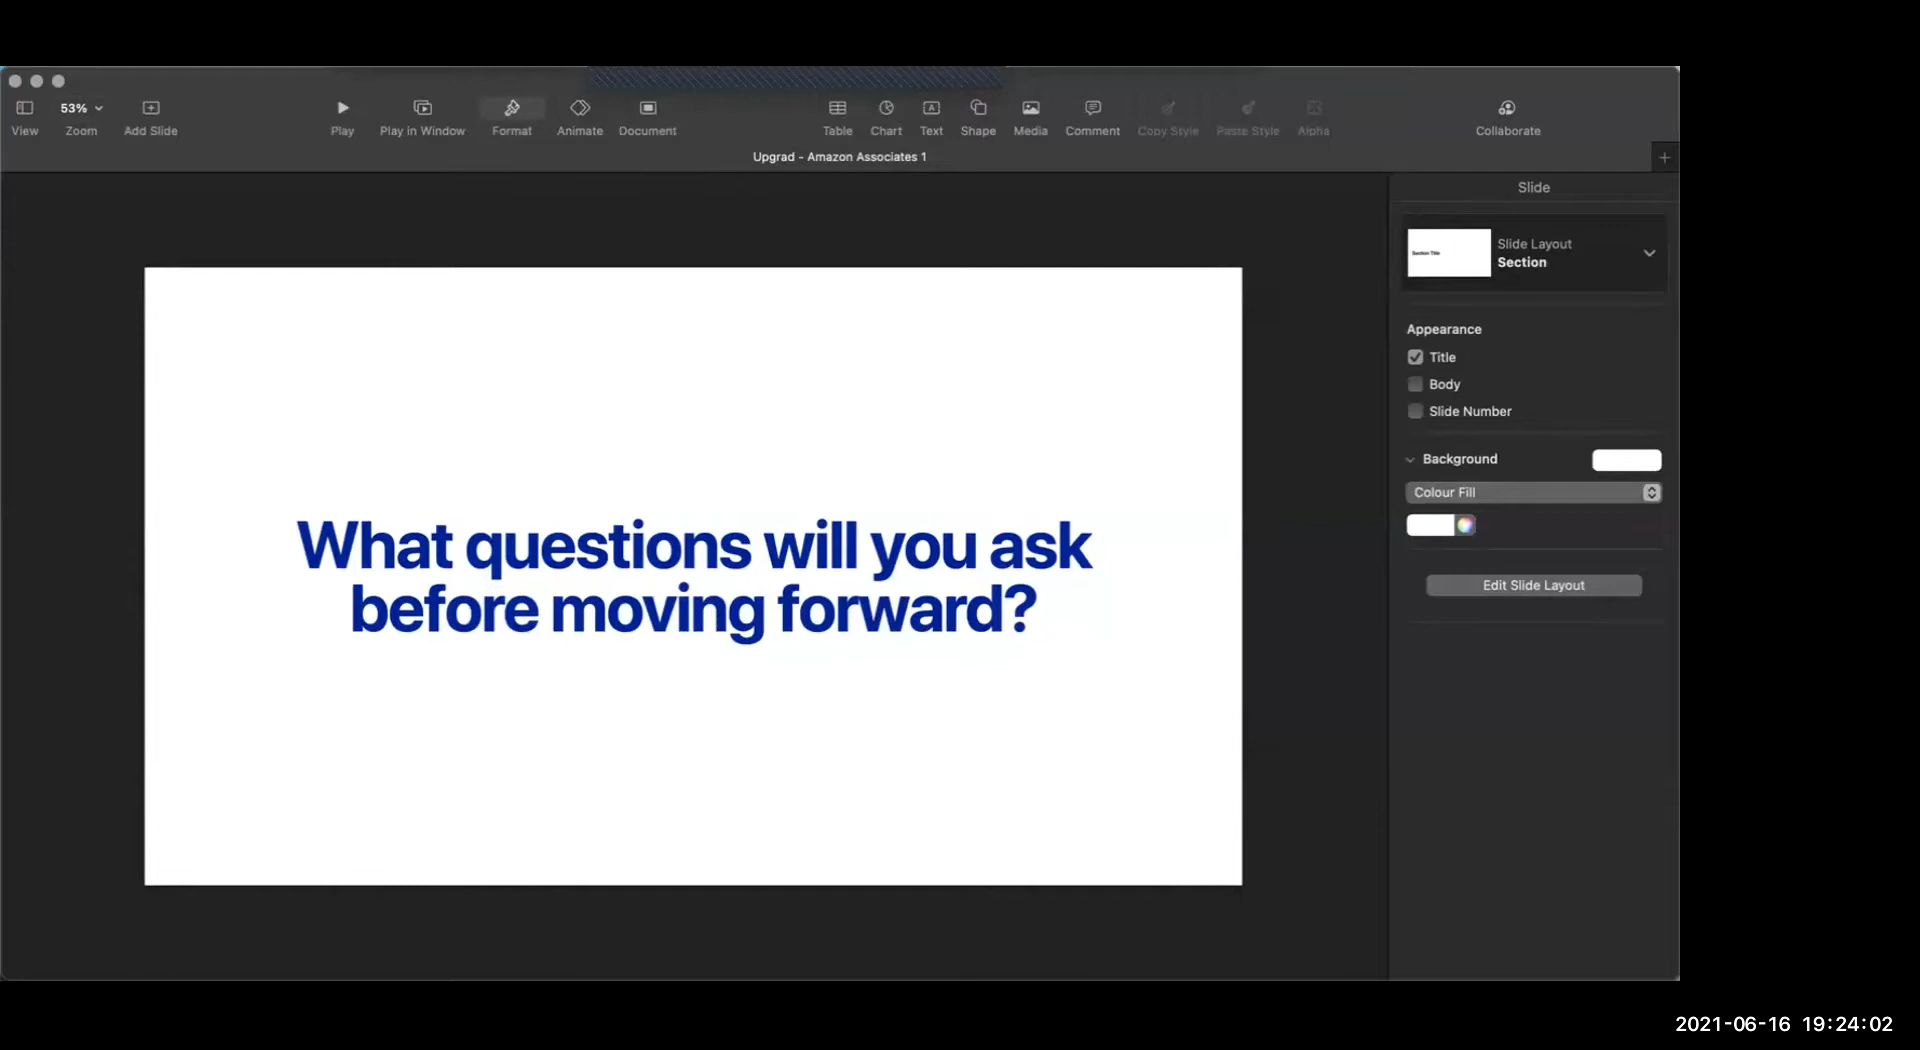 53%
View
Zoom
Add Slide
Play
Play in Window
Format
Animate
Document
Table
Chart
Text
Shape
Media
Comment
Copy Style
Paste Style
Alpha
Collaborate
Upgrad - Amazon Associates 1
Slide
Section Title
Slide Layout
Section
Appearance
Title
Body
Slide Number
Background
Colour Fill
Edit Slide Layout
What questions will you ask
before moving forward?
2021-06-16 19:24:02